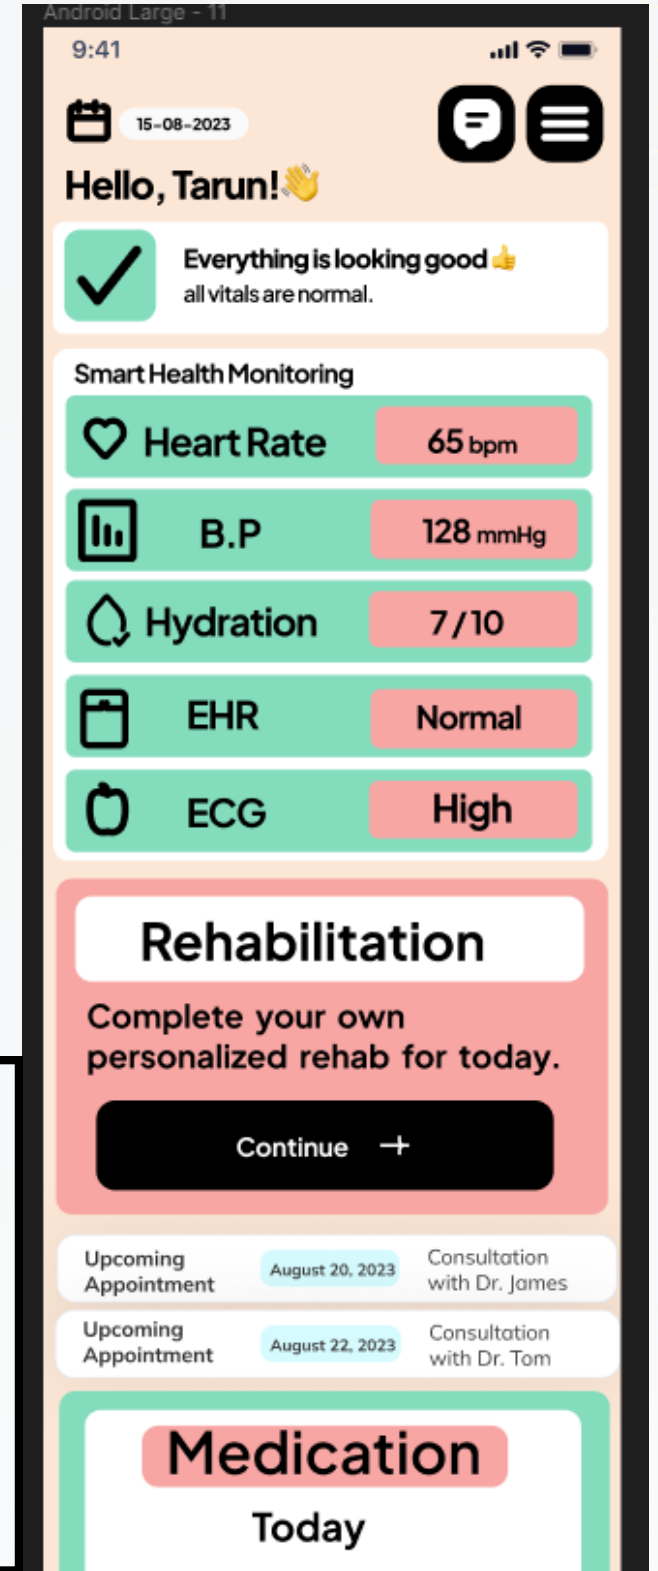 Android Large - 11
9:41
15-08-2023
Hello, Tarun!👋
Everything is looking good 👍
all vitals are normal.
Smart Health Monitoring
Heart Rate 65 bpm
B.P 128 mmHg
Hydration 7/10
EHR Normal
ECG High
Rehabilitation
Complete your own
personalized rehab for today.
Continue →
Upcoming
Appointment
August 20, 2023
Consultation
with Dr. James
Upcoming
Appointment
August 22, 2023
Consultation
with Dr. Tom
Medication
Today